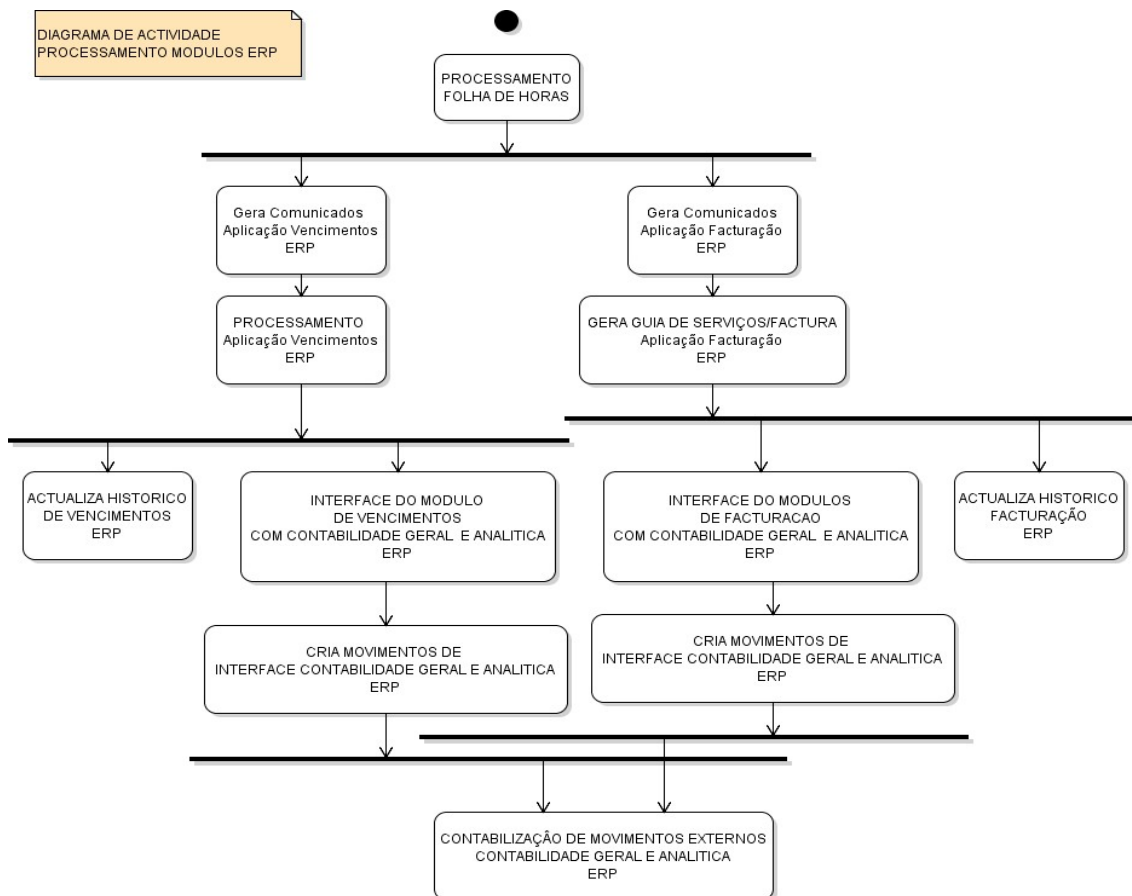 DIAGRAMA DE ACTIVIDADE
PROCESSAMENTO MODULOS ERP
PROCESSAMENTO
FOLHA DE HORAS
Gera Comunicados
Aplicação Vencimentos
ERP
Gera Comunicados
Aplicação Facturação
ERP
PROCESSAMENTO
Aplicação Vencimentos
ERP
GERA GUIA DE SERVIÇOS/FACTURA
Aplicação Facturação
ERP
ACTUALIZA HISTORICO
DE VENCIMENTOS
ERP
INTERFACE DO MODULO
DE VENCIMENTOS
COM CONTABILIDADE GERAL E ANALITICA
ERP
INTERFACE DO MODULOS
DE FACTURACAO
COM CONTABILIDADE GERAL E ANALITICA
ERP
ACTUALIZA HISTORICO
FACTURAÇÃO
ERP
CRIA MOVIMENTOS DE
INTERFACE CONTABILIDADE GERAL E ANALITICA
ERP
CRIA MOVIMENTOS DE
INTERFACE CONTABILIDADE GERAL E ANALITICA
ERP
CONTABILIZAÇÂO DE MOVIMENTOS EXTERNOS
CONTABILIDADE GERAL E ANALITICA
ERP